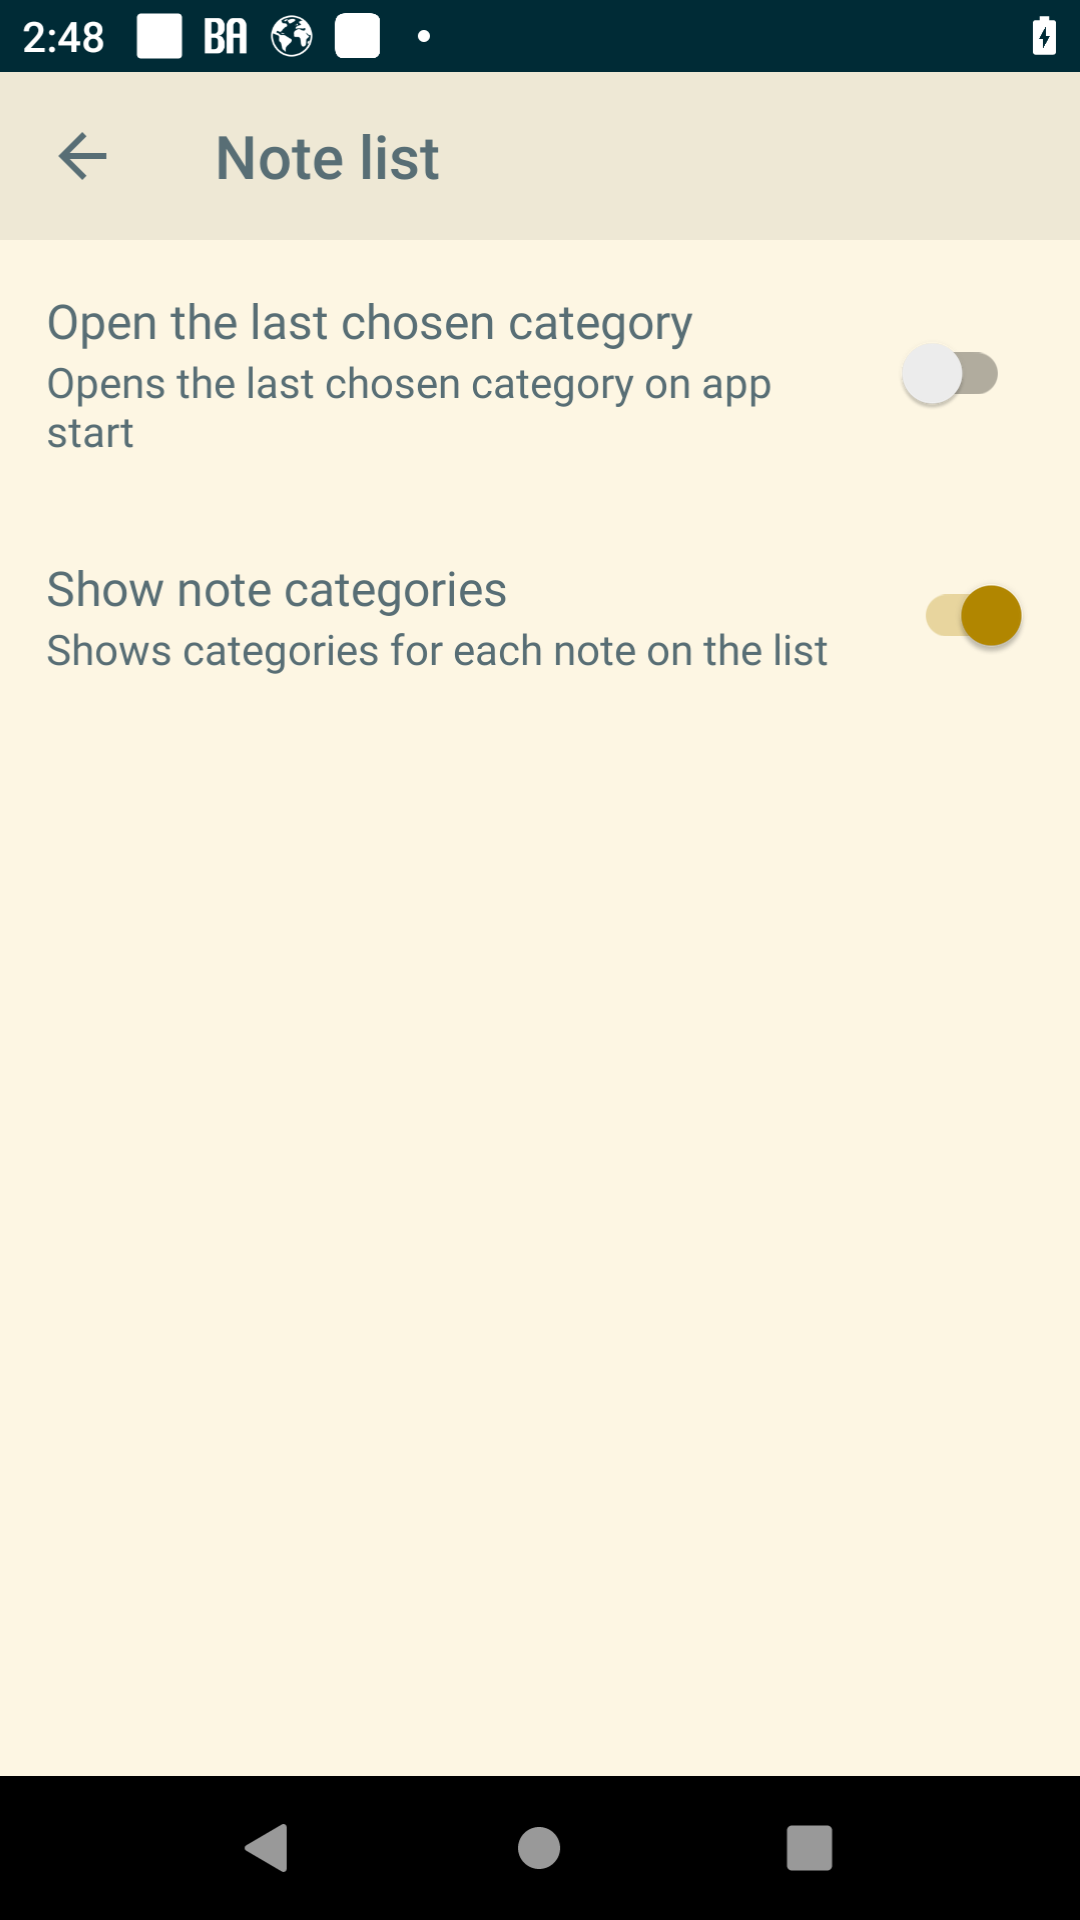 2:48 BA
Note list
Open the last chosen category
Opens the last chosen category on app
start
Show note categories
Shows categories for each note on the list